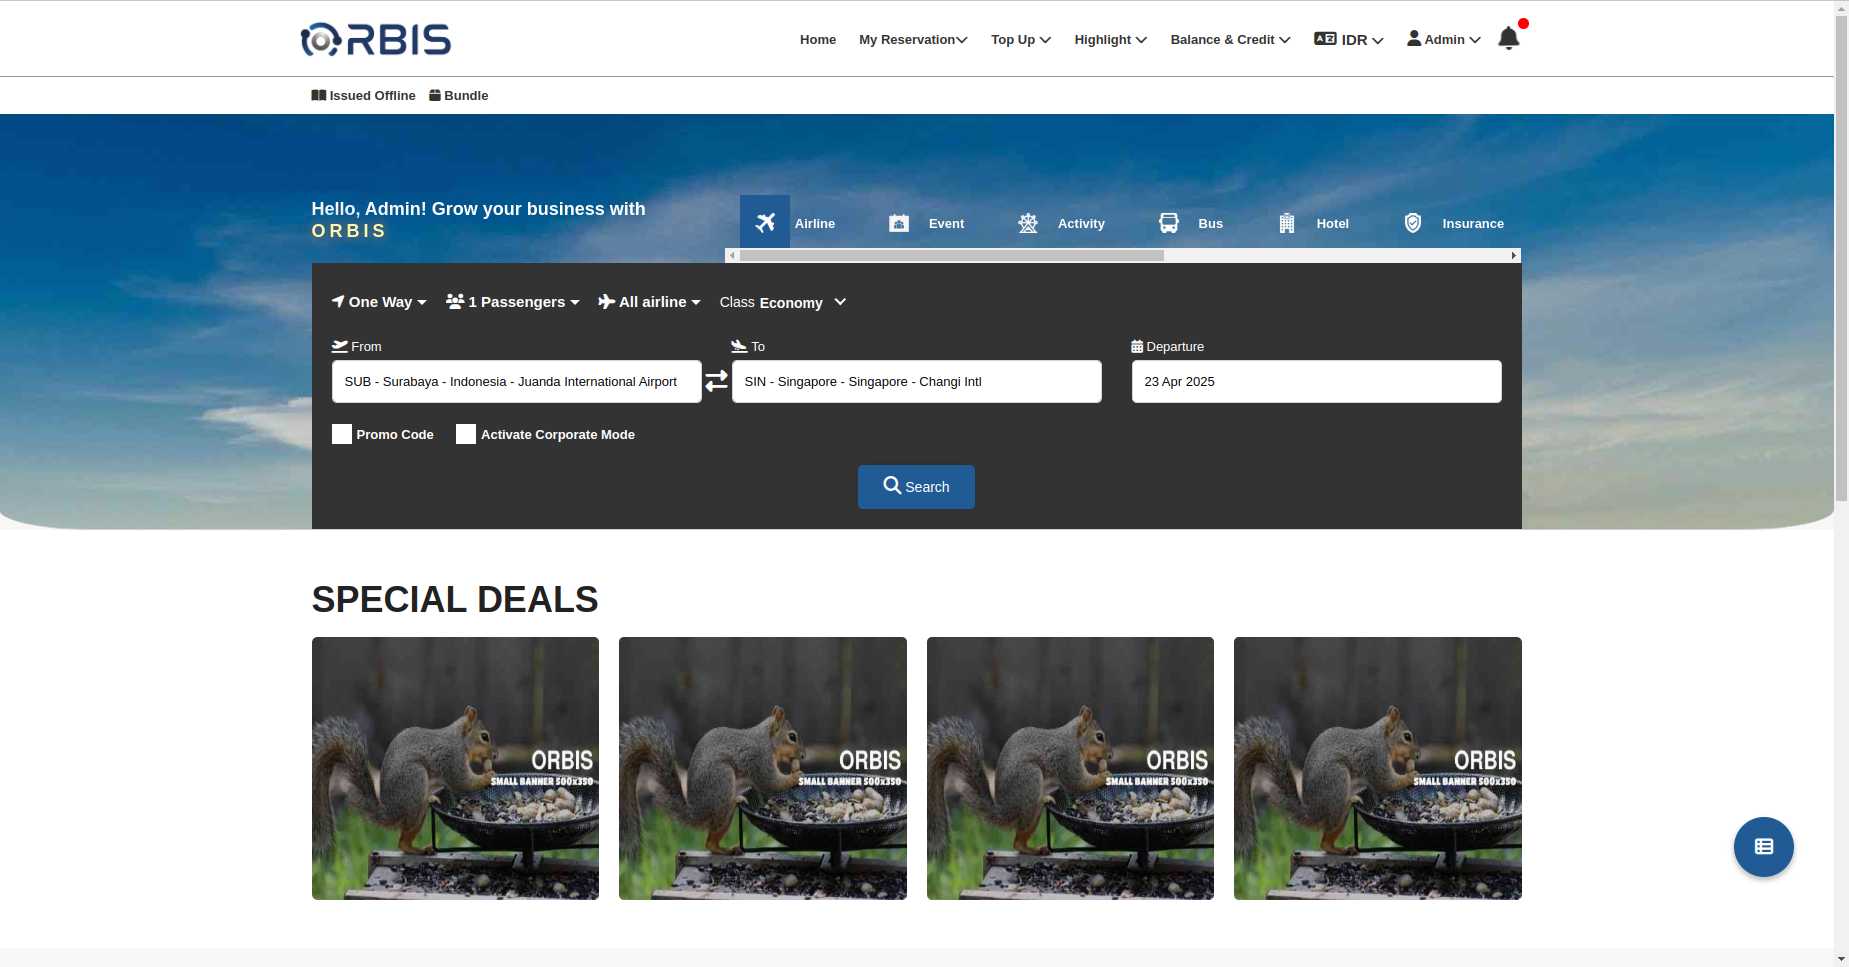 ORBIS
Home My Reservation Top Up Highlight Balance & Credit IDR Admin
Issued Offline Bundle
Hello, Admin! Grow your business with
ORBIS
Airline Event Activity Bus Hotel Insurance
One Way 1 Passengers All airline Class Economy
From To Departure
SUB - Surabaya - Indonesia - Juanda International Airport SIN - Singapore - Singapore - Changi Intl 23 Apr 2025
Promo Code Activate Corporate Mode
Search
SPECIAL DEALS
ORBIS ORBIS ORBIS ORBIS
SMALL BANNER 500x350 SMALL BANNER 500x350 SMALL BANNER 500x350 SMALL BANNER 500x350